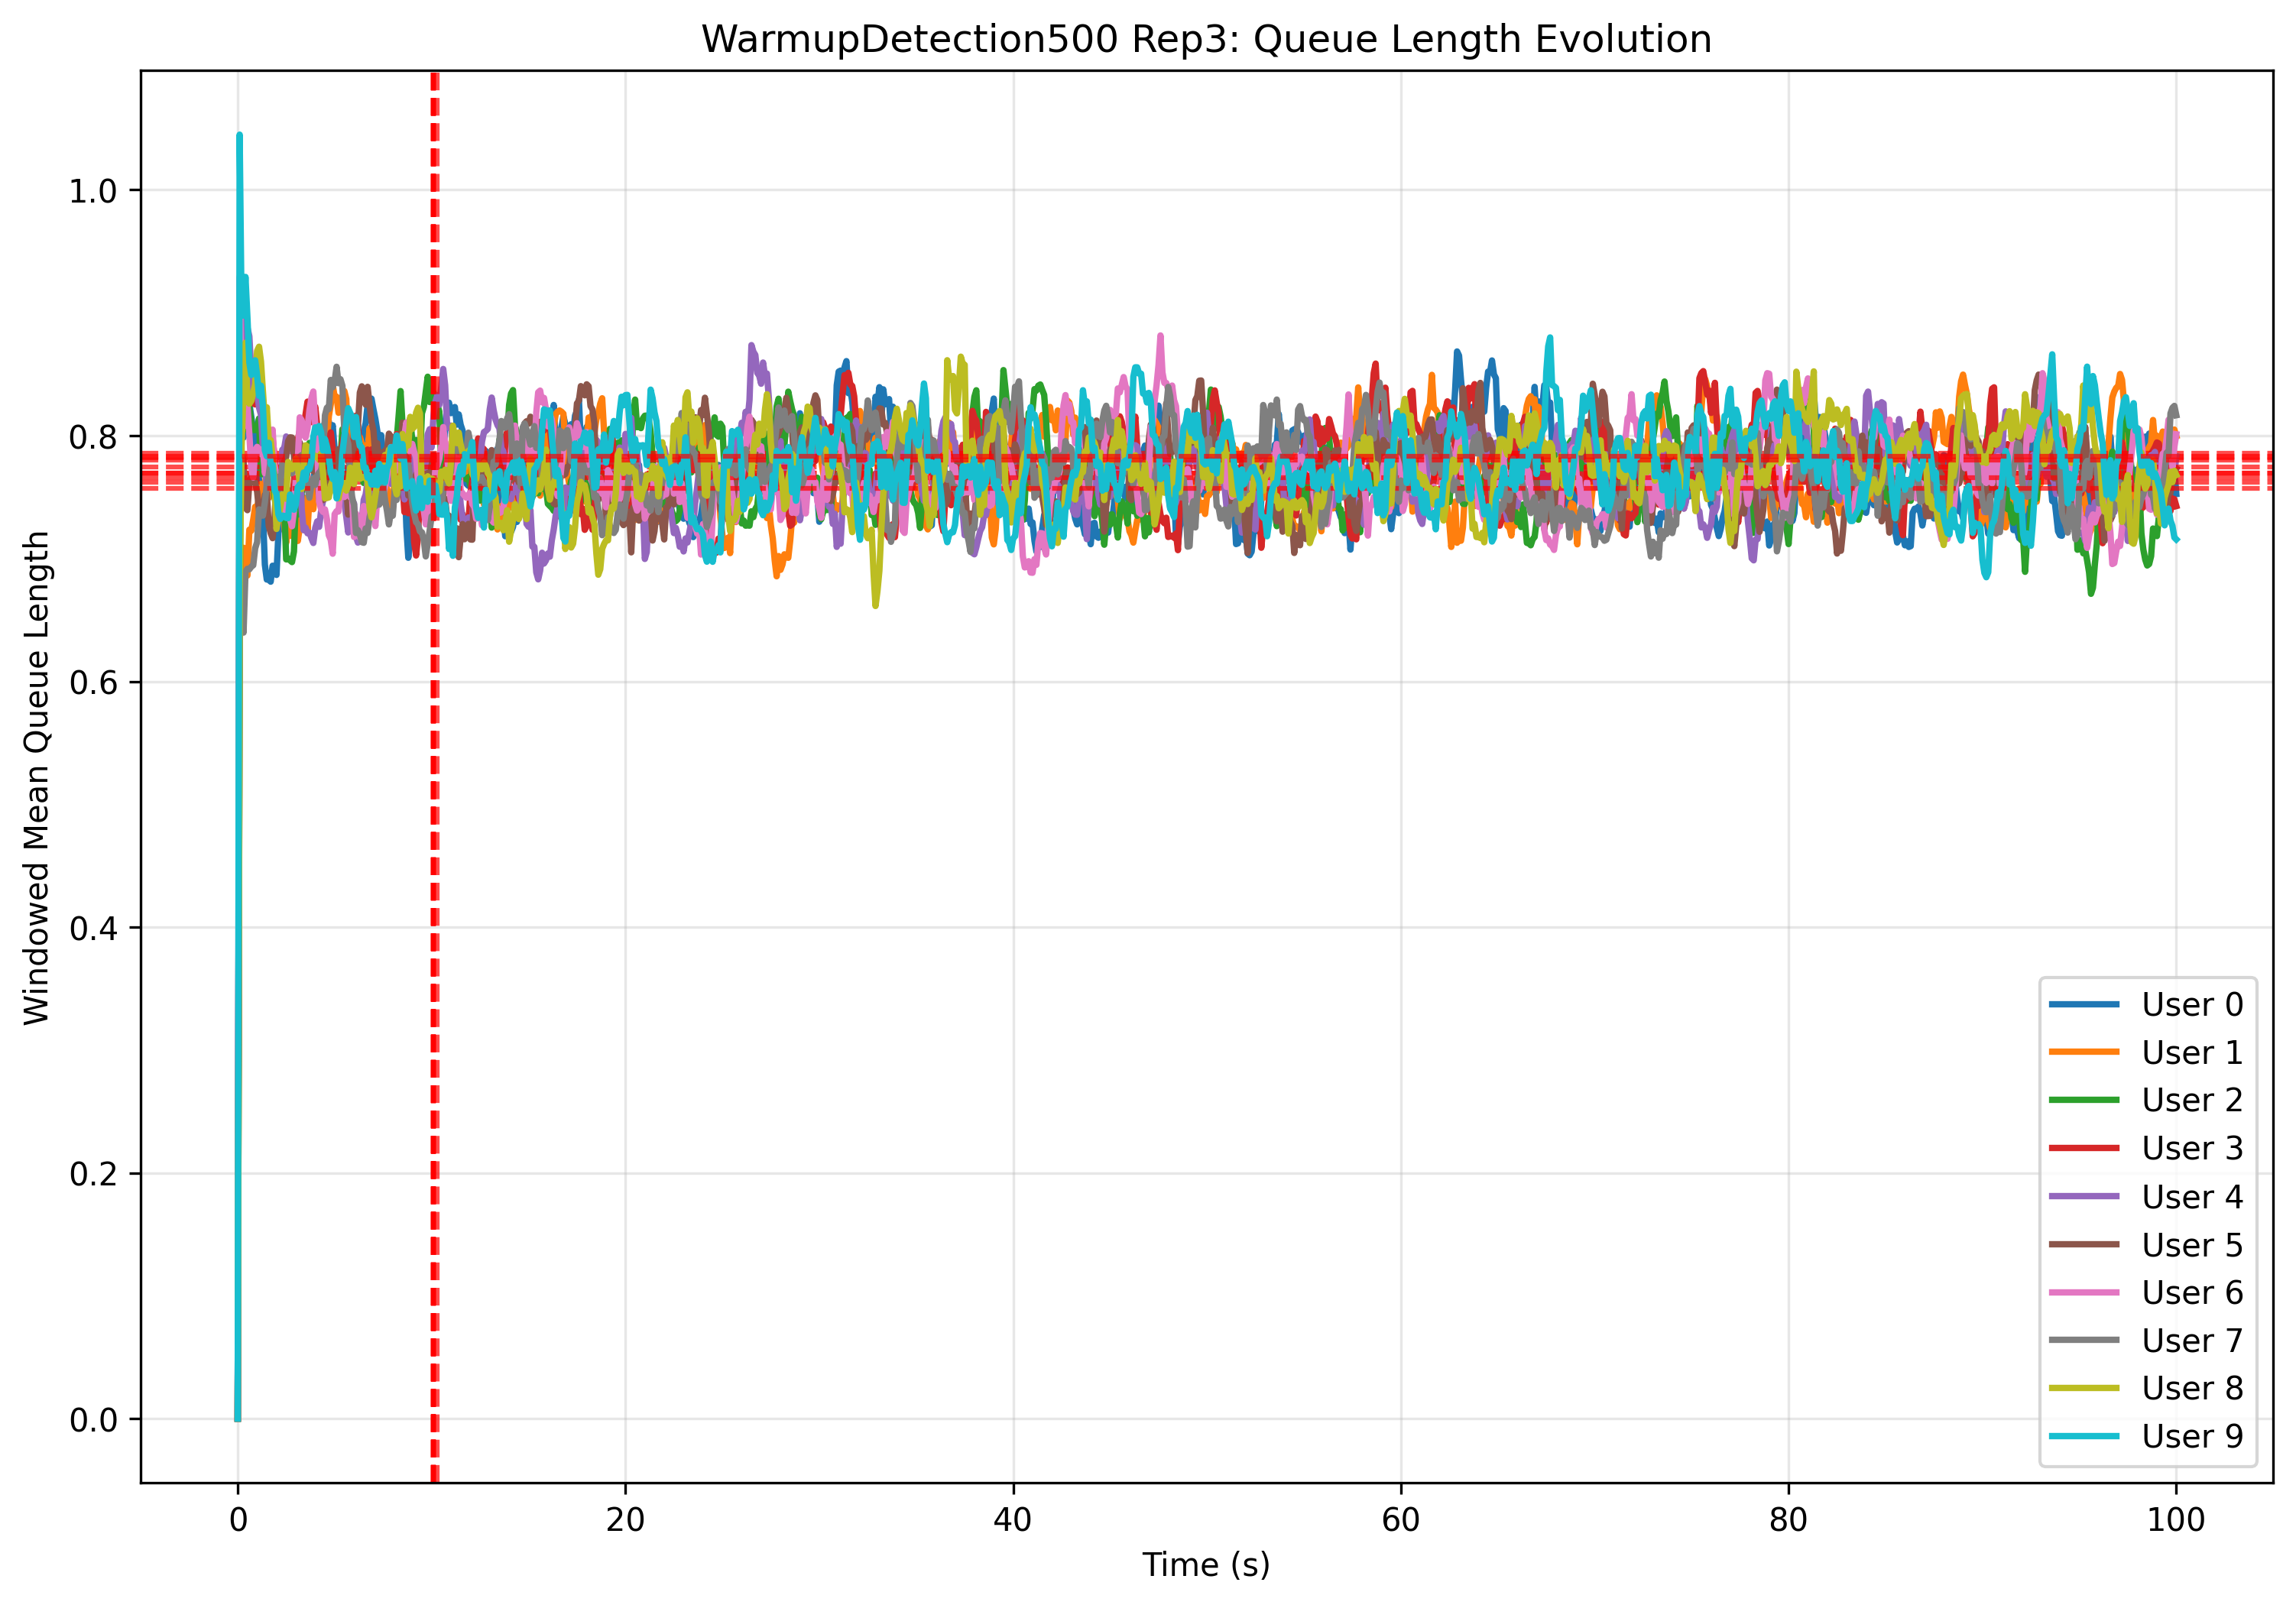 WarmupDetection500 Rep3: Queue Length Evolution
Windowed Mean Queue Length
1.0
0.8
0.6
0.4
0.2
0.0
0 20 40 60 80 100
Time (s)
User 0
User 1
User 2
User 3
User 4
User 5
User 6
User 7
User 8
User 9